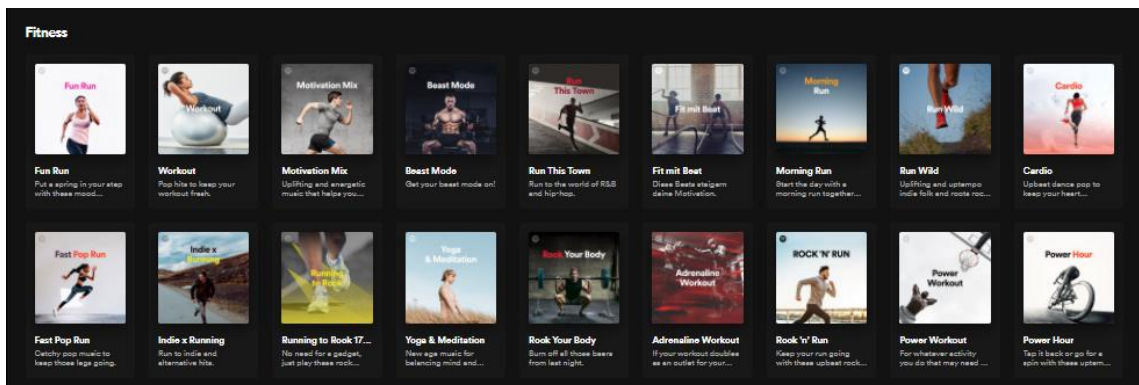 Fitness
Fun Run
Workout
Motivation Mix
Beast Mode
Run
This Town
Fit mit Beat
Morning
Run
Run Wild
Cardio
Fun Run
Put a spring in your step
with these mood...
Workout
Pop hits to keep your
workout fresh.
Motivation Mix
Uplifting and energetic
music that helps you...
Beast Mode
Get your beast mode on!
Run This Town
Run to the world of R&B
and hip-hop.
Fit mit Beat
Diese Beats steigern
deine Motivation.
Morning Run
Start the day with a
morning run together...
Run Wild
Uplifting and uptempo
indie folk and roots roc...
Cardio
Upbeat dance pop to
keep your heart...
Fast Pop Run
Indie x
Running
Running
to Rock
Yoga
& Meditation
Rock Your Body
Adrenaline
Workout
ROCK 'N' RUN
Power
Workout
Power Hour
Fast Pop Run
Catchy pop music to
keep those legs going.
Indie x Running
Run to indie and
alternative hits.
Running to Rock 17...
No need for a gadget,
just play these rock...
Yoga & Meditation
New age music for
balancing mind and...
Rock Your Body
Burn off all those beers
from last night.
Adrenaline Workout
If your workout doubles
as an outlet for your...
Rock 'n' Run
Keep your run going
with these upbeat rock...
Power Workout
For whatever activity
you do that may need ...
Power Hour
Tap it back or go for a
spin with these uptem...